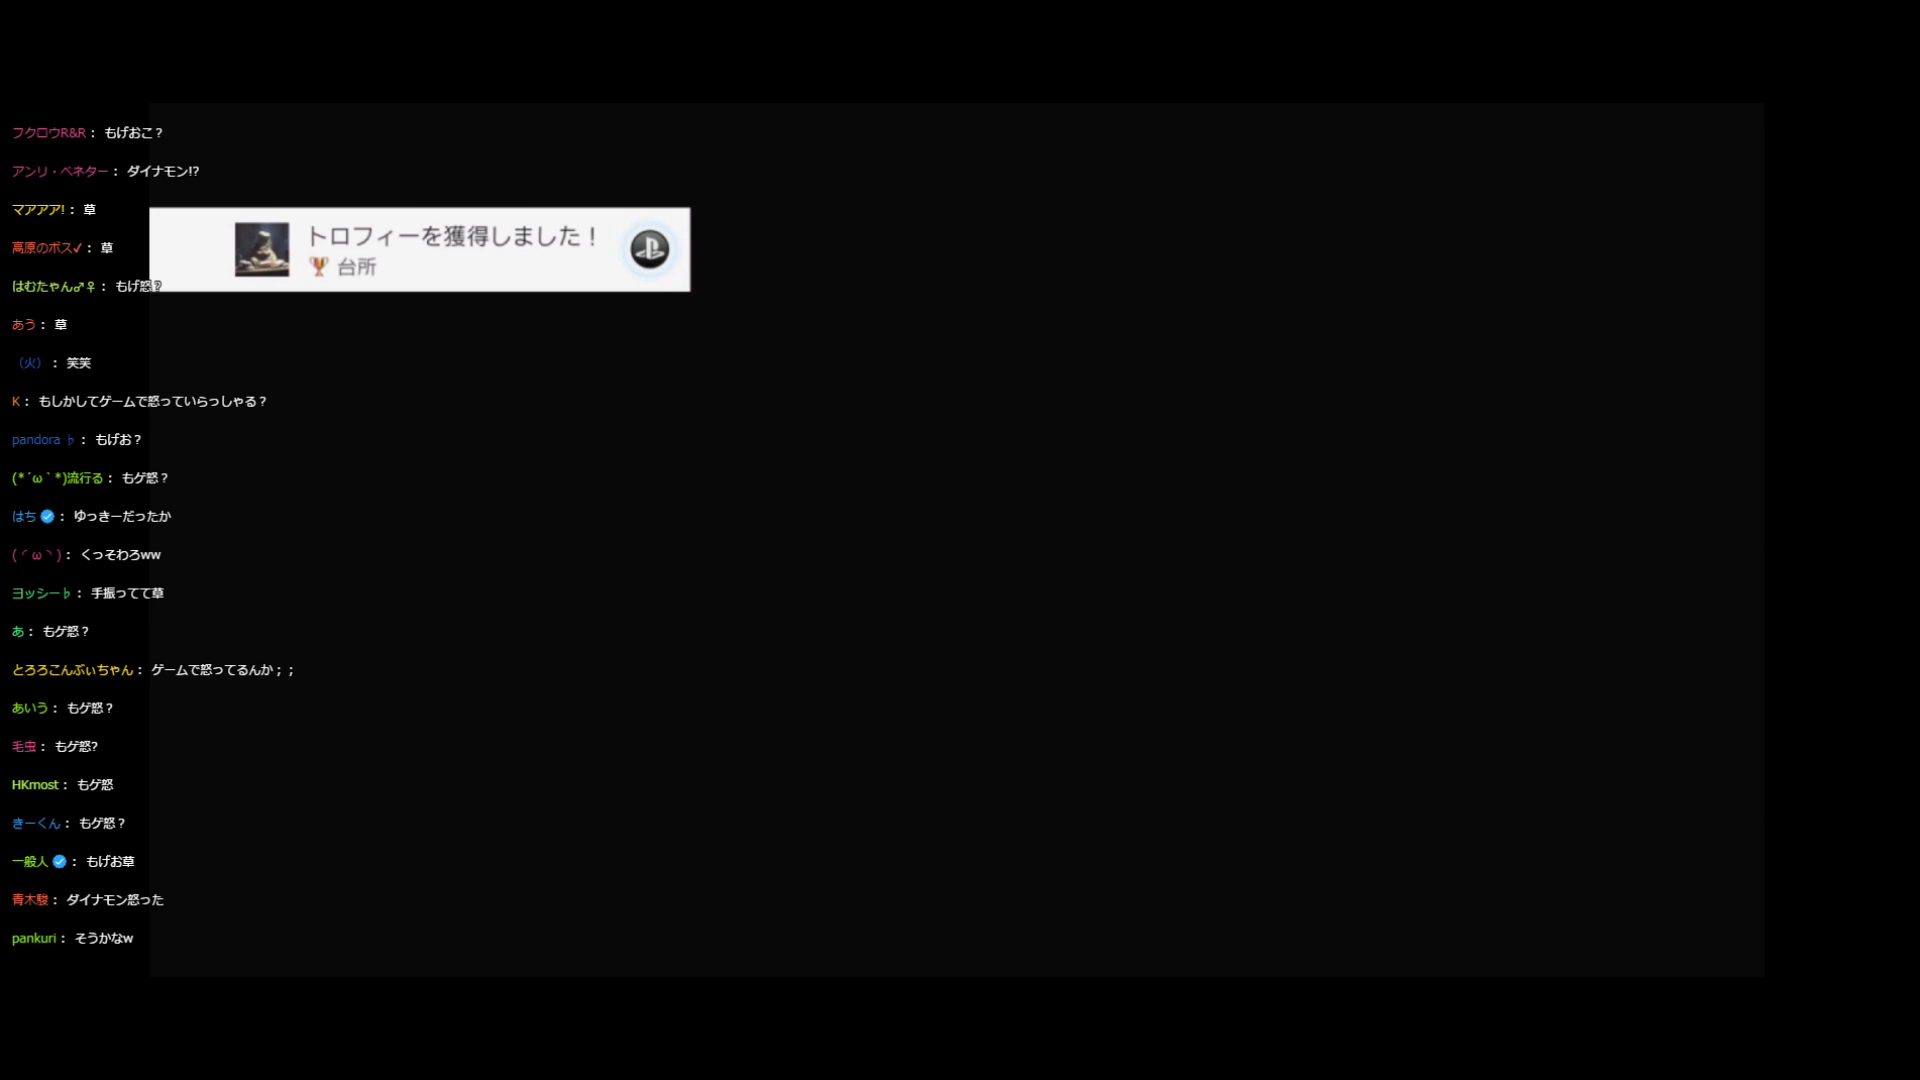 フクロウR&R： もげおこ？
アンリ・ベネター： ダイナモン!?
マアアア!： 草
高原のボス✓： 草
はむたゃん♂♀： もげ怒？
あう： 草
（火）： 笑笑
K： もしかしてゲームで怒っていらっしゃる？
pandora ♭： もげお？
(*´ω｀*)流行る： もゲ怒？
はち： ゆっきーだったか
(◜ω◝)： くっそわろww
ヨッシー♭： 手振ってて草
あ： もゲ怒？
とろろこんぶぃちゃん： ゲームで怒ってるんか；；
あいう： もゲ怒？
毛虫： もゲ怒?
HKmost： もゲ怒
きーくん： もゲ怒？
一般人： もげお草
青木駿： ダイナモン怒った
pankuri： そうかなw
トロフィーを獲得しました！
台所